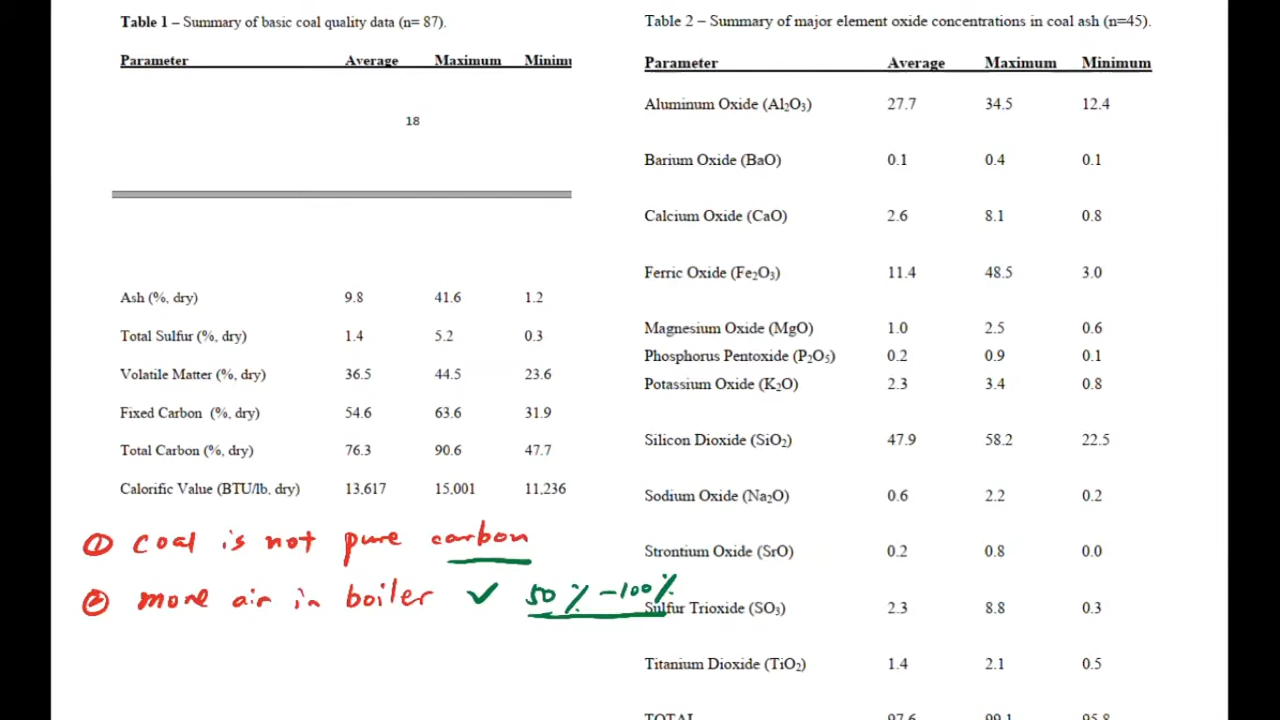 Table 1 – Summary of basic coal quality data (n= 87).
Parameter Average Maximum Minimu
18
Ash (%, dry) 9.8 41.6 1.2
Total Sulfur (%, dry) 1.4 5.2 0.3
Volatile Matter (%, dry) 36.5 44.5 23.6
Fixed Carbon (%, dry) 54.6 63.6 31.9
Total Carbon (%, dry) 76.3 90.6 47.7
Calorific Value (BTU/lb, dry) 13,617 15,001 11,236
① coal is not pure carbon
② more air in boiler ✓ 50% - 100%
Table 2 – Summary of major element oxide concentrations in coal ash (n=45).
Parameter Average Maximum Minimum
Aluminum Oxide (Al₂O₃) 27.7 34.5 12.4
Barium Oxide (BaO) 0.1 0.4 0.1
Calcium Oxide (CaO) 2.6 8.1 0.8
Ferric Oxide (Fe₂O₃) 11.4 48.5 3.0
Magnesium Oxide (MgO) 1.0 2.5 0.6
Phosphorus Pentoxide (P₂O₅) 0.2 0.9 0.1
Potassium Oxide (K₂O) 2.3 3.4 0.8
Silicon Dioxide (SiO₂) 47.9 58.2 22.5
Sodium Oxide (Na₂O) 0.6 2.2 0.2
Strontium Oxide (SrO) 0.2 0.8 0.0
Sulfur Trioxide (SO₃) 2.3 8.8 0.3
Titanium Dioxide (TiO₂) 1.4 2.1 0.5
TOTAL 97.6 99.1 95.8